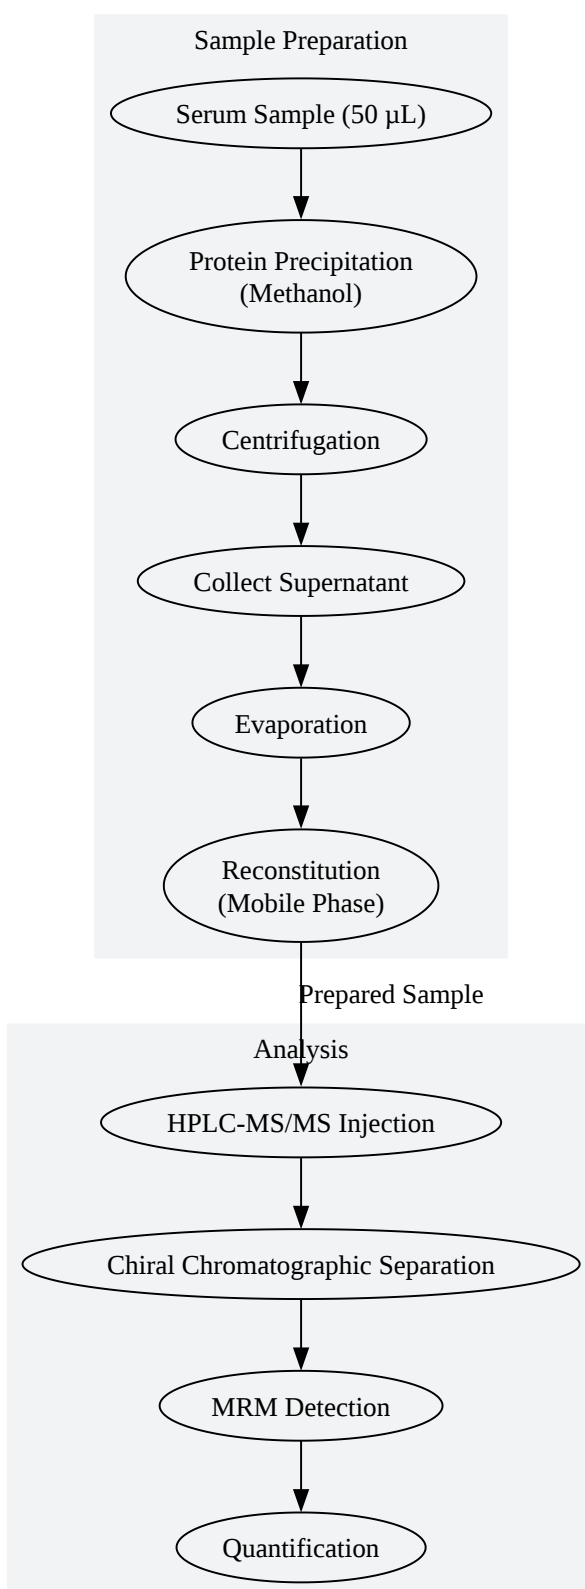 Sample Preparation
Serum Sample (50 µL)
Protein Precipitation
(Methanol)
Centrifugation
Collect Supernatant
Evaporation
Reconstitution
(Mobile Phase)
Prepared Sample
Analysis
HPLC-MS/MS Injection
Chiral Chromatographic Separation
MRM Detection
Quantification